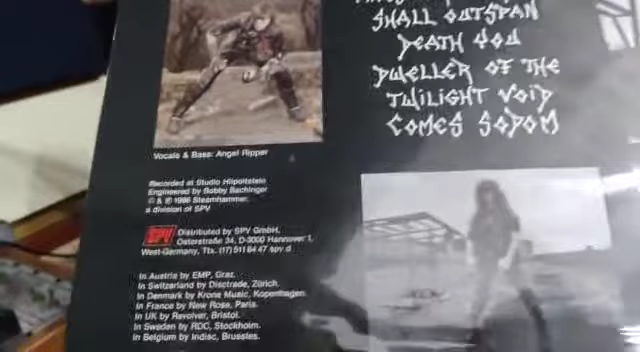 SHALL OUTSPAN
DEATH YOU
DWELLER OF THE
TWILIGHT VOID
COMES SODOM
Vocals & Bass: Angel Ripper
Recorded at Studio Hilpoltstein
Engineered by Bobby Bachinger
© & ℗ 1986 Steamhammer,
a division of SPV
SPV
Distributed by SPV GmbH,
Osterstraße 34, D-3000 Hannover 1,
West-Germany, Ttx. (17) 511 84 47 spv d
In Austria by EMP, Graz.
In Switzerland by Disctrade, Zürich.
In Denmark by Krone Music, Kopenhagen.
In France by New Rose, Paris.
In UK by Revolver, Bristol.
In Sweden by RDC, Stockholm.
In Belgium by Indisc, Brussles.